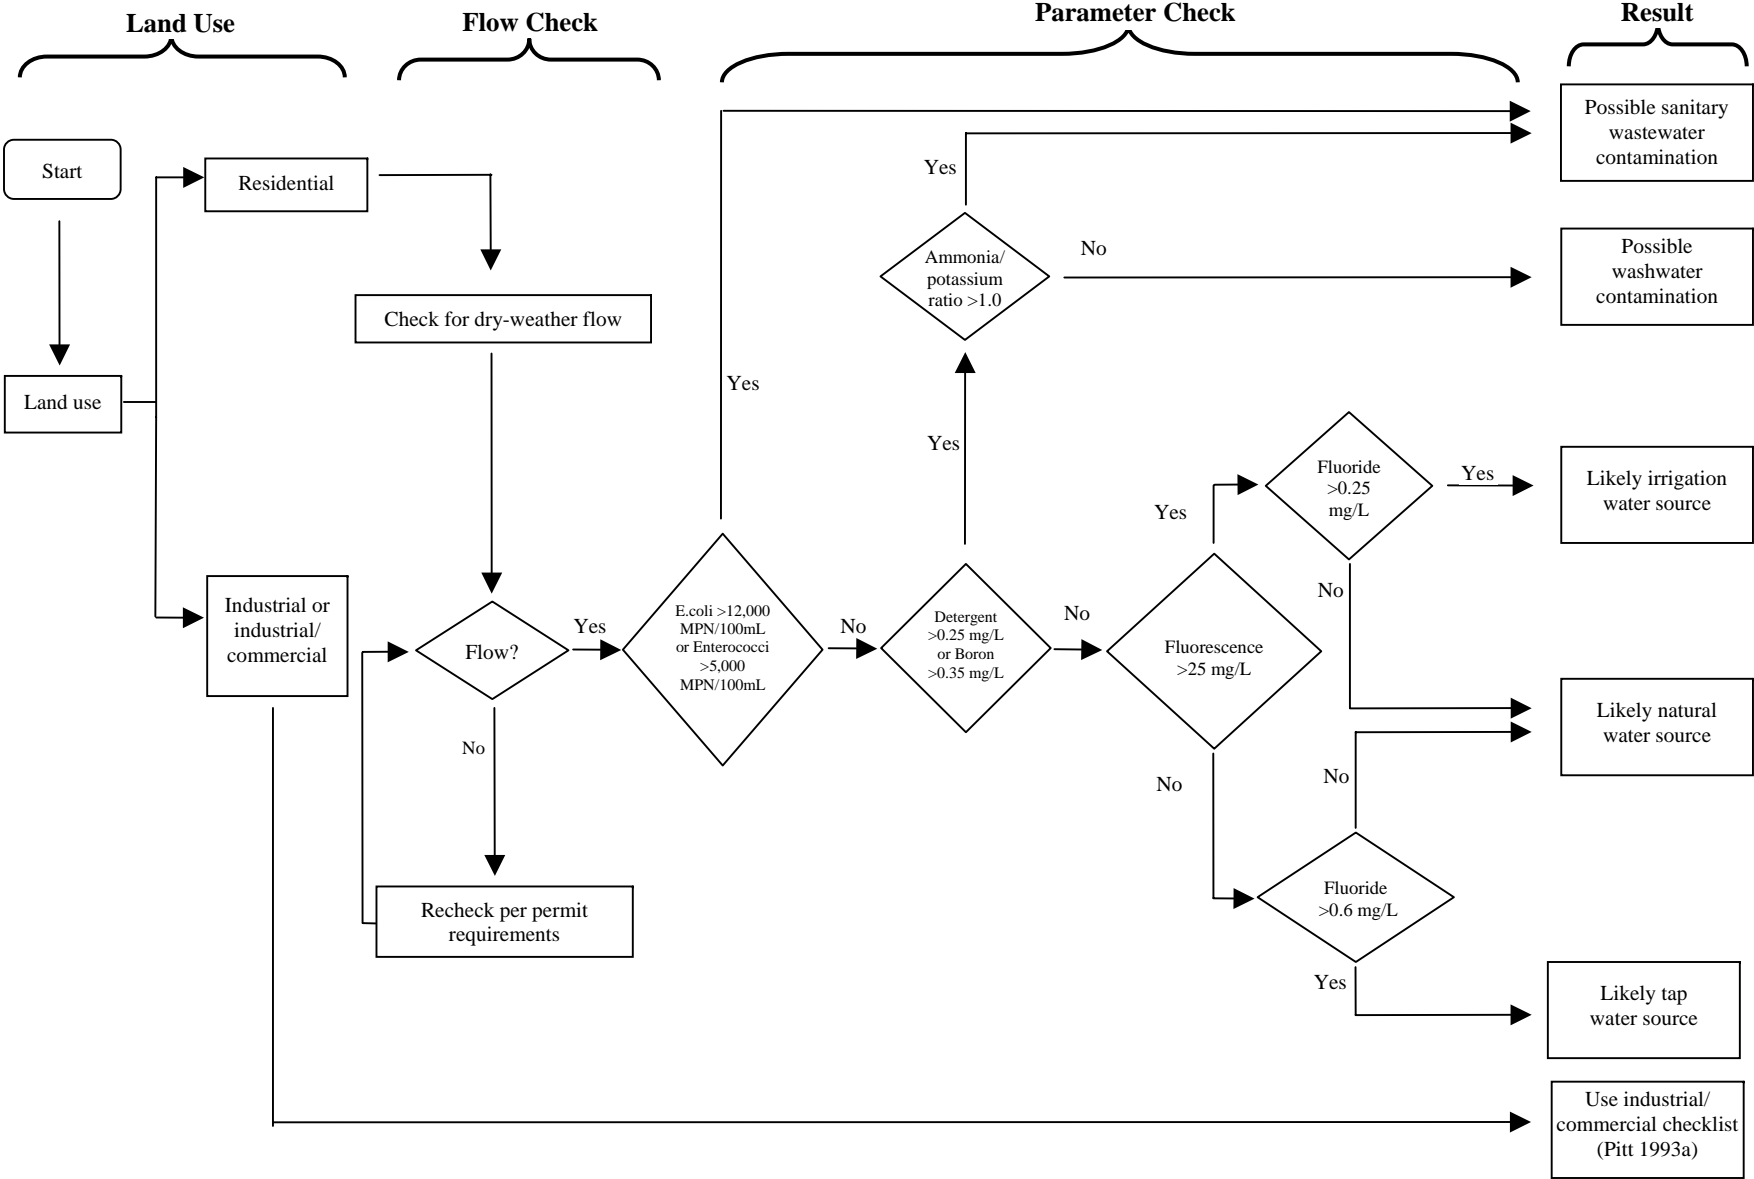 Land Use
Flow Check
Parameter Check
Result
Start
Land use
Residential
Industrial or
industrial/
commercial
Check for dry-weather flow
Flow?
Yes
No
Recheck per permit
requirements
E.coli >12,000
MPN/100mL
or Enterococci
>5,000
MPN/100mL
Yes
No
Detergent
>0.25 mg/L
or Boron
>0.35 mg/L
Yes
No
Ammonia/
potassium
ratio >1.0
Yes
No
Fluorescence
>25 mg/L
Yes
No
Fluoride
>0.25
mg/L
Yes
No
Fluoride
>0.6 mg/L
No
Yes
Possible sanitary
wastewater
contamination
Possible
washwater
contamination
Likely irrigation
water source
Likely natural
water source
Likely tap
water source
Use industrial/
commercial checklist
(Pitt 1993a)